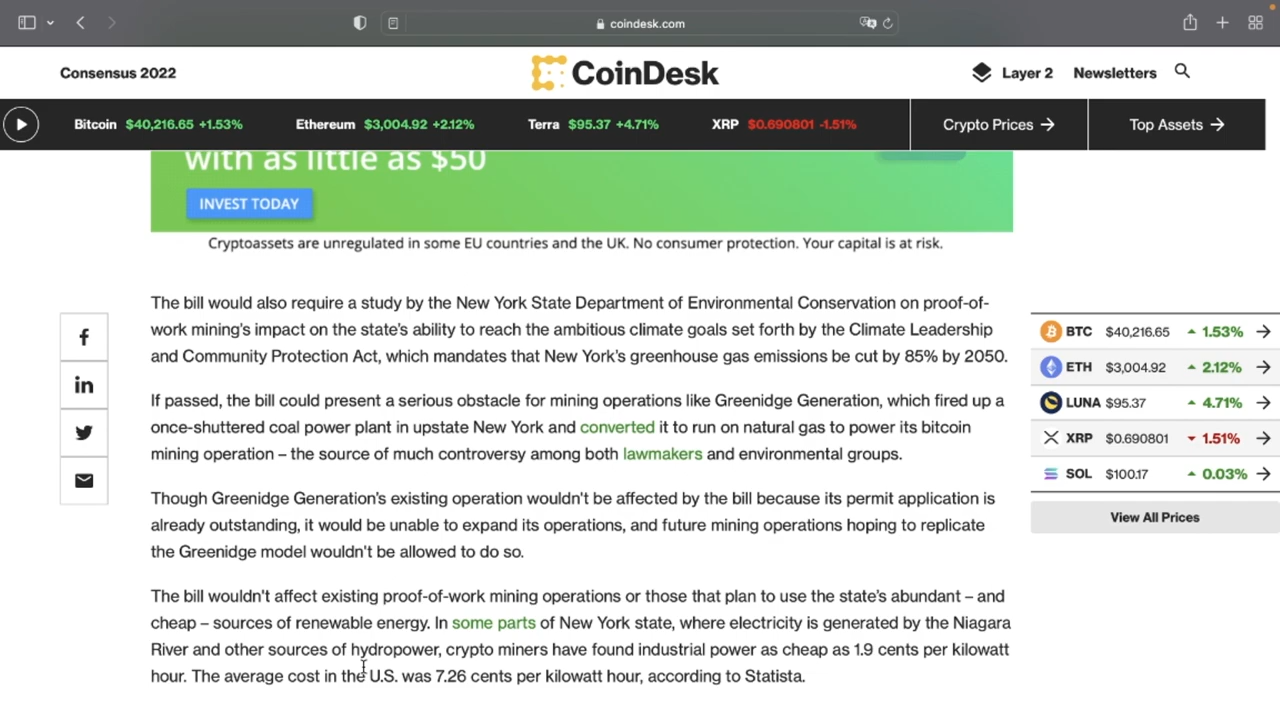 coindesk.com
Consensus 2022
CoinDesk
Layer 2
Newsletters
Bitcoin $40,216.65 +1.53%
Ethereum $3,004.92 +2.12%
Terra $95.37 +4.71%
XRP $0.690801 -1.51%
Crypto Prices →
Top Assets →
with as little as $50
INVEST TODAY
Cryptoassets are unregulated in some EU countries and the UK. No consumer protection. Your capital is at risk.
The bill would also require a study by the New York State Department of Environmental Conservation on proof-of-
work mining's impact on the state's ability to reach the ambitious climate goals set forth by the Climate Leadership
and Community Protection Act, which mandates that New York's greenhouse gas emissions be cut by 85% by 2050.
If passed, the bill could present a serious obstacle for mining operations like Greenidge Generation, which fired up a
once-shuttered coal power plant in upstate New York and converted it to run on natural gas to power its bitcoin
mining operation – the source of much controversy among both lawmakers and environmental groups.
Though Greenidge Generation's existing operation wouldn't be affected by the bill because its permit application is
already outstanding, it would be unable to expand its operations, and future mining operations hoping to replicate
the Greenidge model wouldn't be allowed to do so.
The bill wouldn't affect existing proof-of-work mining operations or those that plan to use the state's abundant – and
cheap – sources of renewable energy. In some parts of New York state, where electricity is generated by the Niagara
River and other sources of hydropower, crypto miners have found industrial power as cheap as 1.9 cents per kilowatt
hour. The average cost in the U.S. was 7.26 cents per kilowatt hour, according to Statista.
BTC $40,216.65 1.53% →
ETH $3,004.92 2.12% →
LUNA $95.37 4.71% →
XRP $0.690801 1.51% →
SOL $100.17 0.03% →
View All Prices